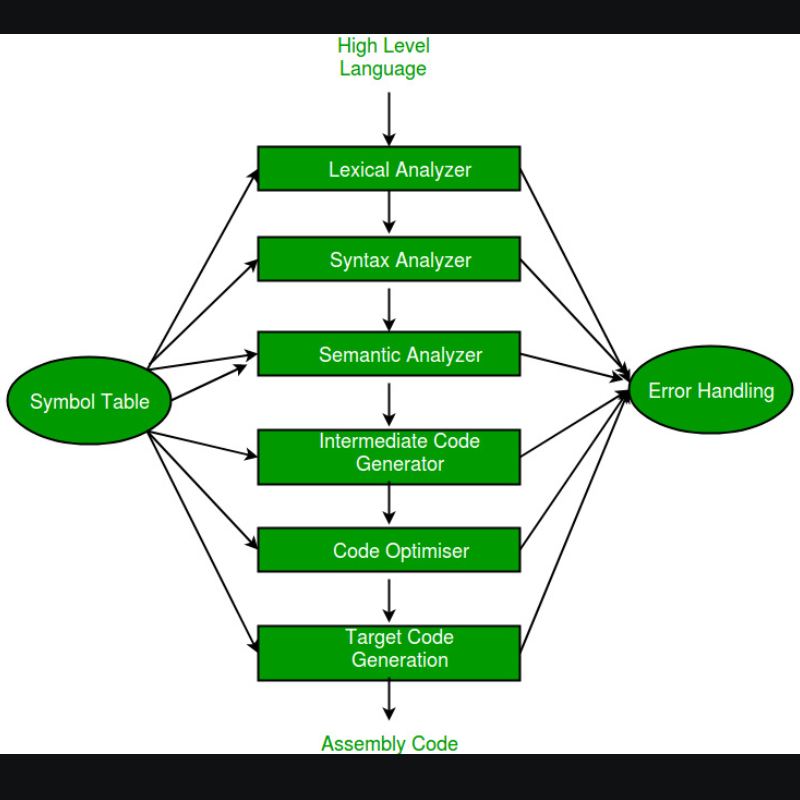 High Level
Language
Lexical Analyzer
Syntax Analyzer
Semantic Analyzer
Symbol Table
Error Handling
Intermediate Code
Generator
Code Optimiser
Target Code
Generation
Assembly Code